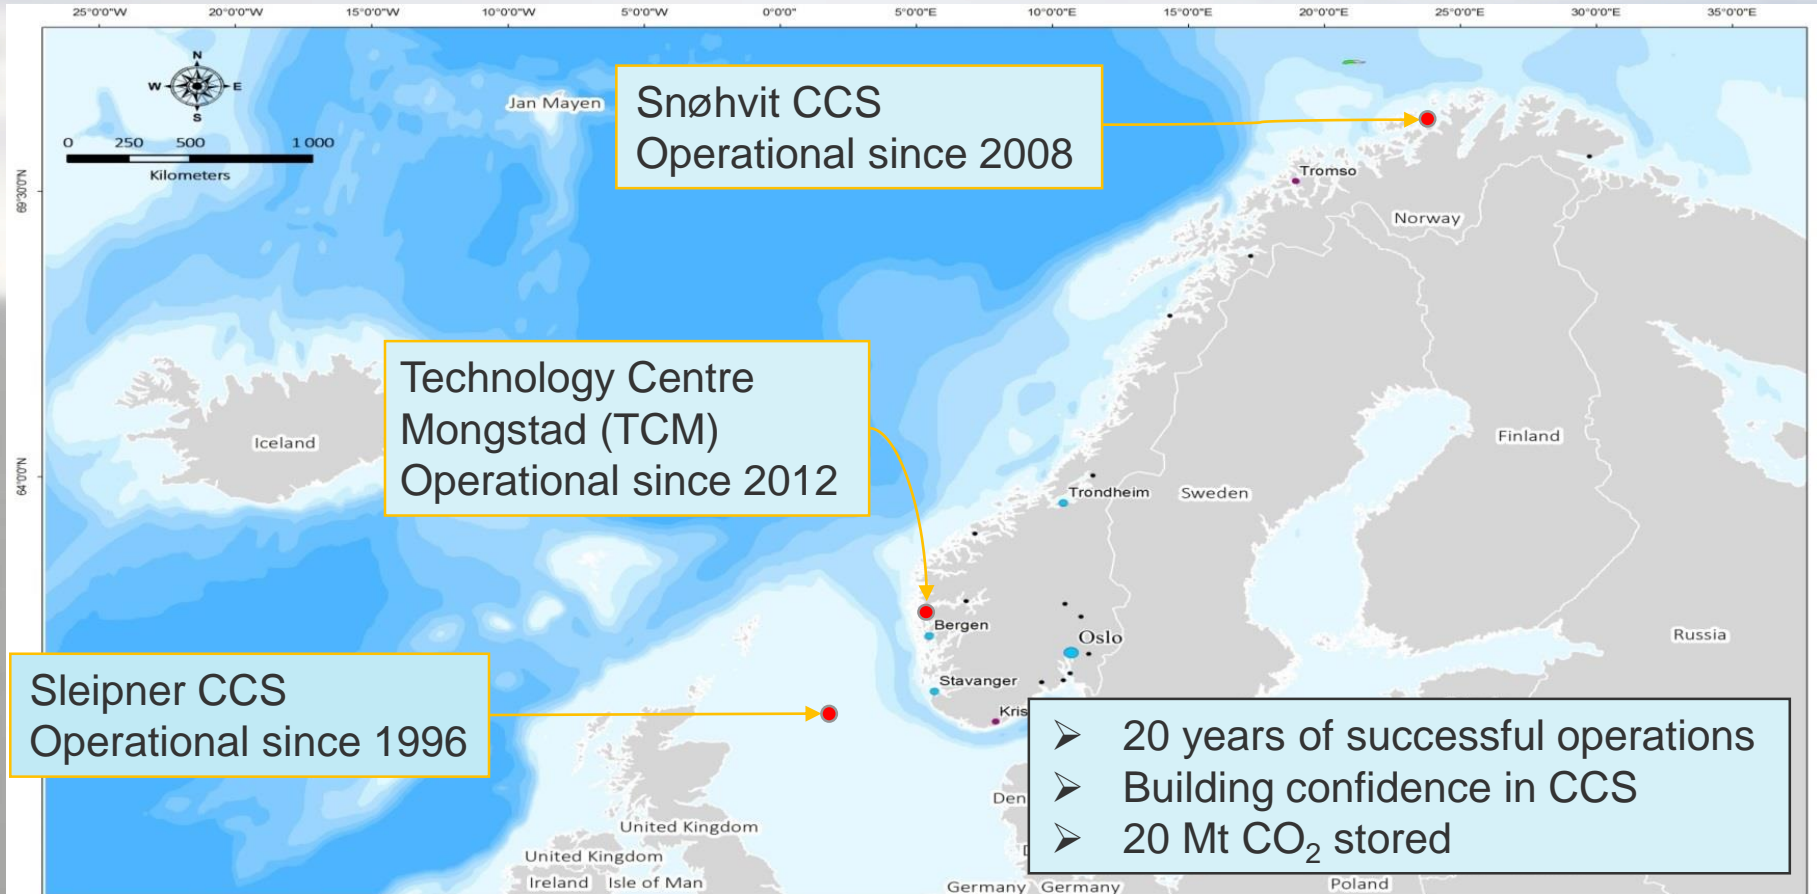 25°0'0"W 20°0'0"W 15°0'0"W 10°0'0"W 5°0'0"W 0°0'0" 5°0'0"E 10°0'0"E 15°0'0"E 20°0'0"E 25°0'0"E 30°0'0"E 35°0'0"E
N
W E
S
0 250 500 1 000
Kilometers
69°30'0"N
64°0'0"N
Jan Mayen
Snøhvit CCS
Operational since 2008
Tromso
Norway
Technology Centre
Mongstad (TCM)
Operational since 2012
Iceland
Finland
Trondheim
Sweden
Bergen
Oslo
Russia
Stavanger
Kris
Sleipner CCS
Operational since 1996
➢ 20 years of successful operations
➢ Building confidence in CCS
➢ 20 Mt CO₂ stored
Den
United Kingdom
United Kingdom
Ireland
Isle of Man
Germany
Germany
Poland